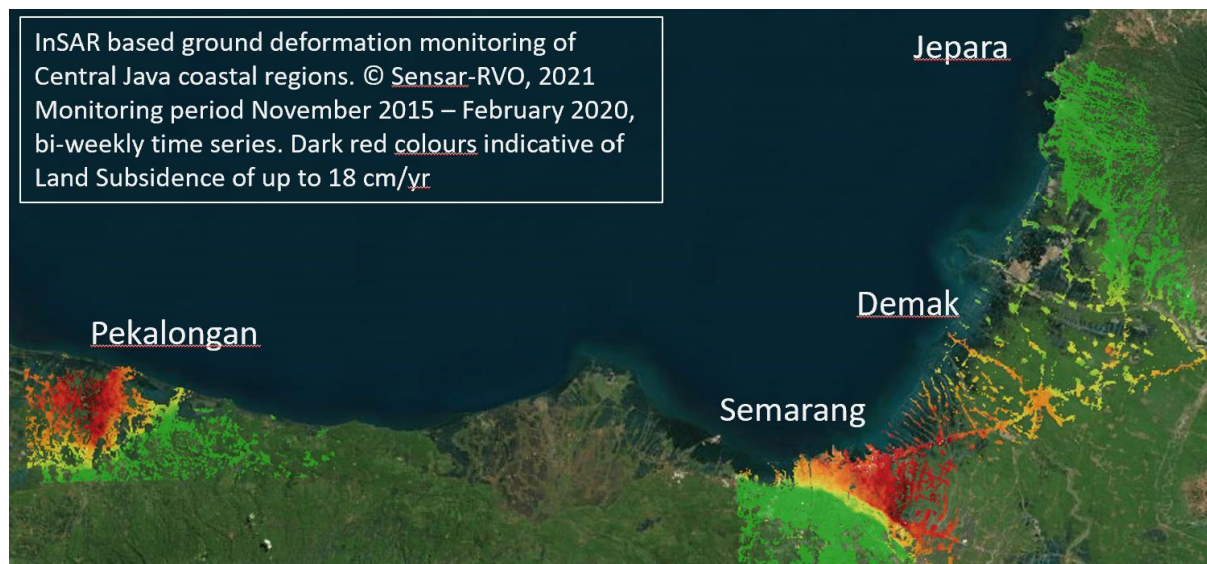 InSAR based ground deformation monitoring of
Central Java coastal regions. © Sensar-RVO, 2021
Monitoring period November 2015 – February 2020,
bi-weekly time series. Dark red colours indicative of
Land Subsidence of up to 18 cm/yr
Jepara
Demak
Pekalongan
Semarang